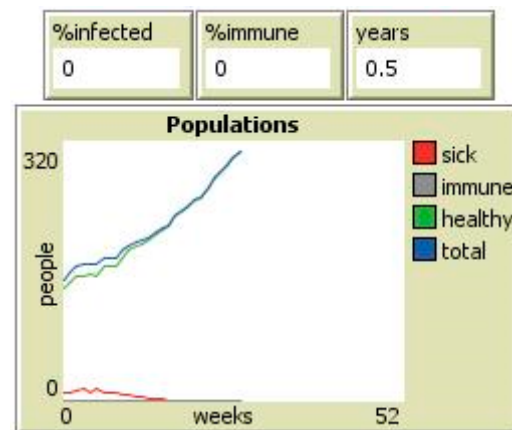 %infected %immune years
0 0 0.5
Populations
320
people
0
0 weeks 52
sick
immune
healthy
total